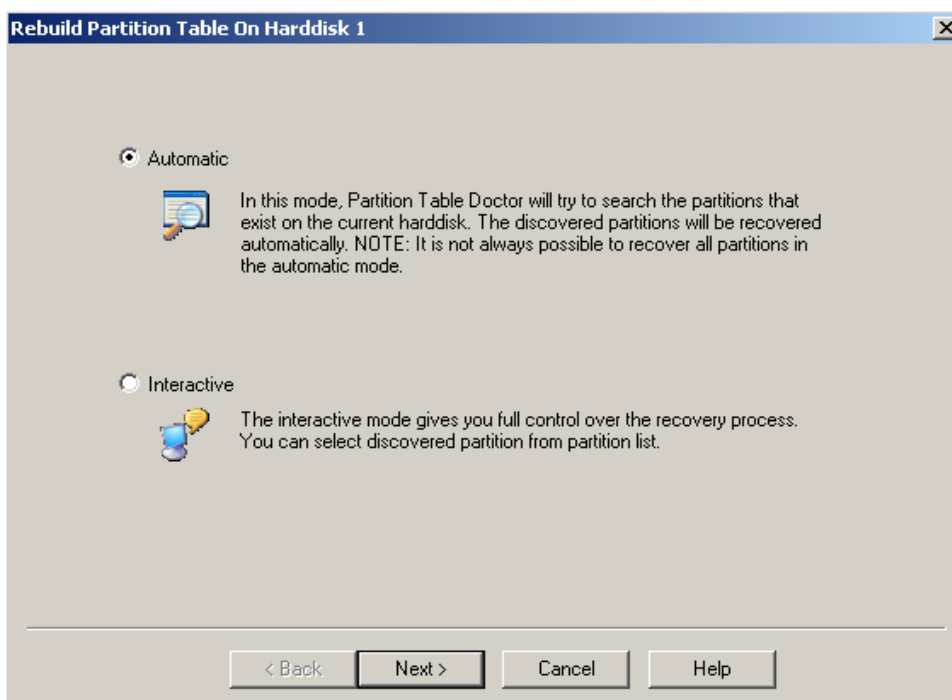 Rebuild Partition Table On Harddisk 1
Automatic
In this mode, Partition Table Doctor will try to search the partitions that
exist on the current harddisk. The discovered partitions will be recovered
automatically. NOTE: It is not always possible to recover all partitions in
the automatic mode.
Interactive
The interactive mode gives you full control over the recovery process.
You can select discovered partition from partition list.
< Back Next > Cancel Help